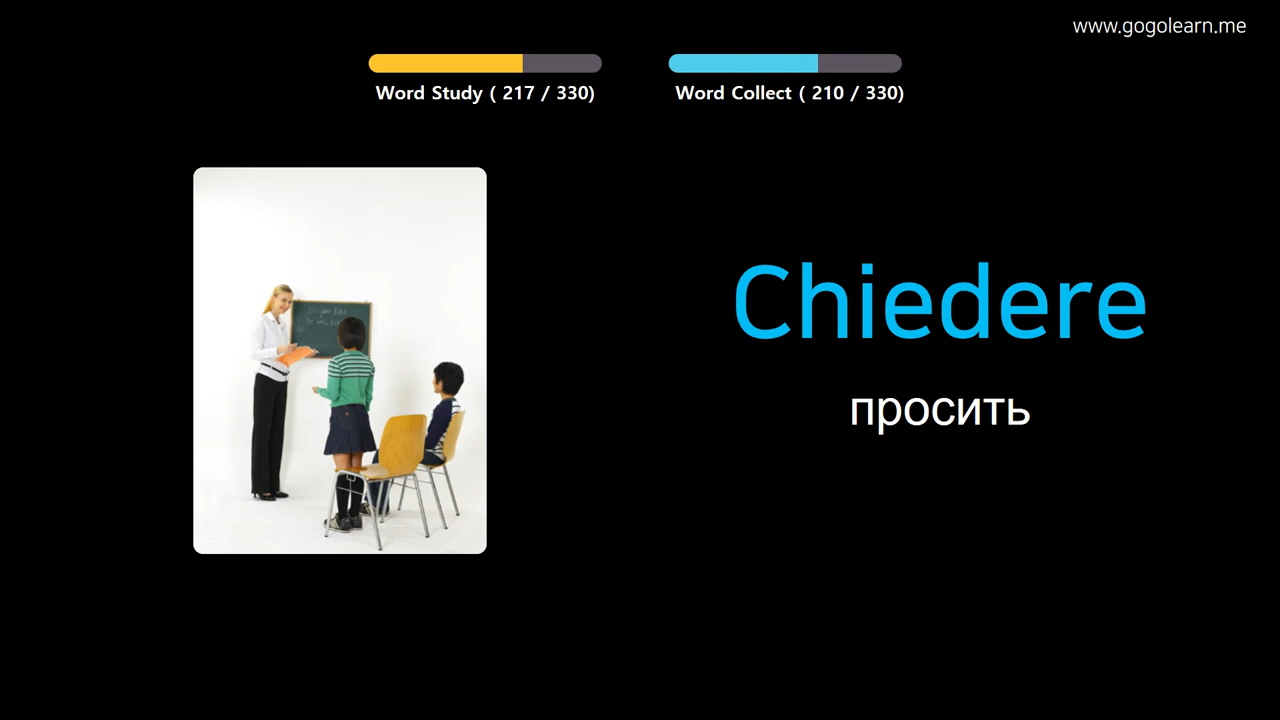 www.gogolearn.me
Word Study ( 217 / 330)
Word Collect ( 210 / 330)
Chiedere
просить